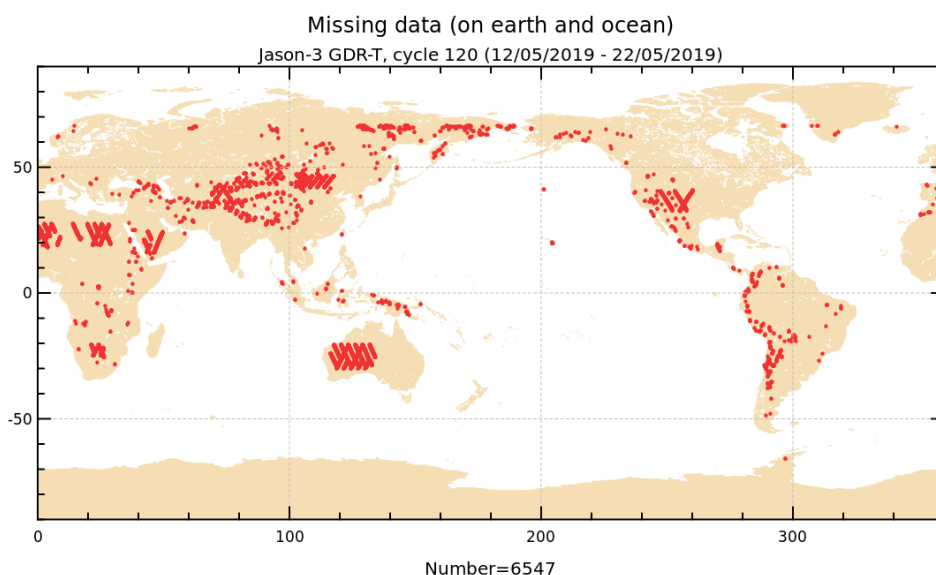 Missing data (on earth and ocean)
Jason-3 GDR-T, cycle 120 (12/05/2019 - 22/05/2019)
50
0
-50
0 100 200 300
Number=6547